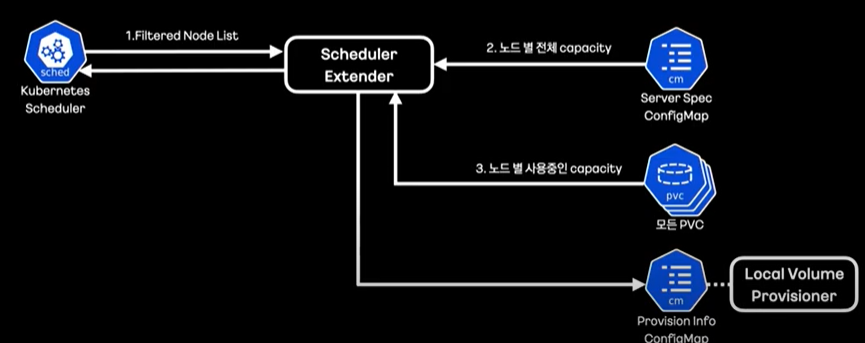 1.Filtered Node List
sched
Kubernetes
Scheduler
Scheduler
Extender
2. 노드 별 전체 capacity
cm
Server Spec
ConfigMap
3. 노드 별 사용중인 capacity
pvc
모든 PVC
cm
Provision Info
ConfigMap
Local Volume
Provisioner